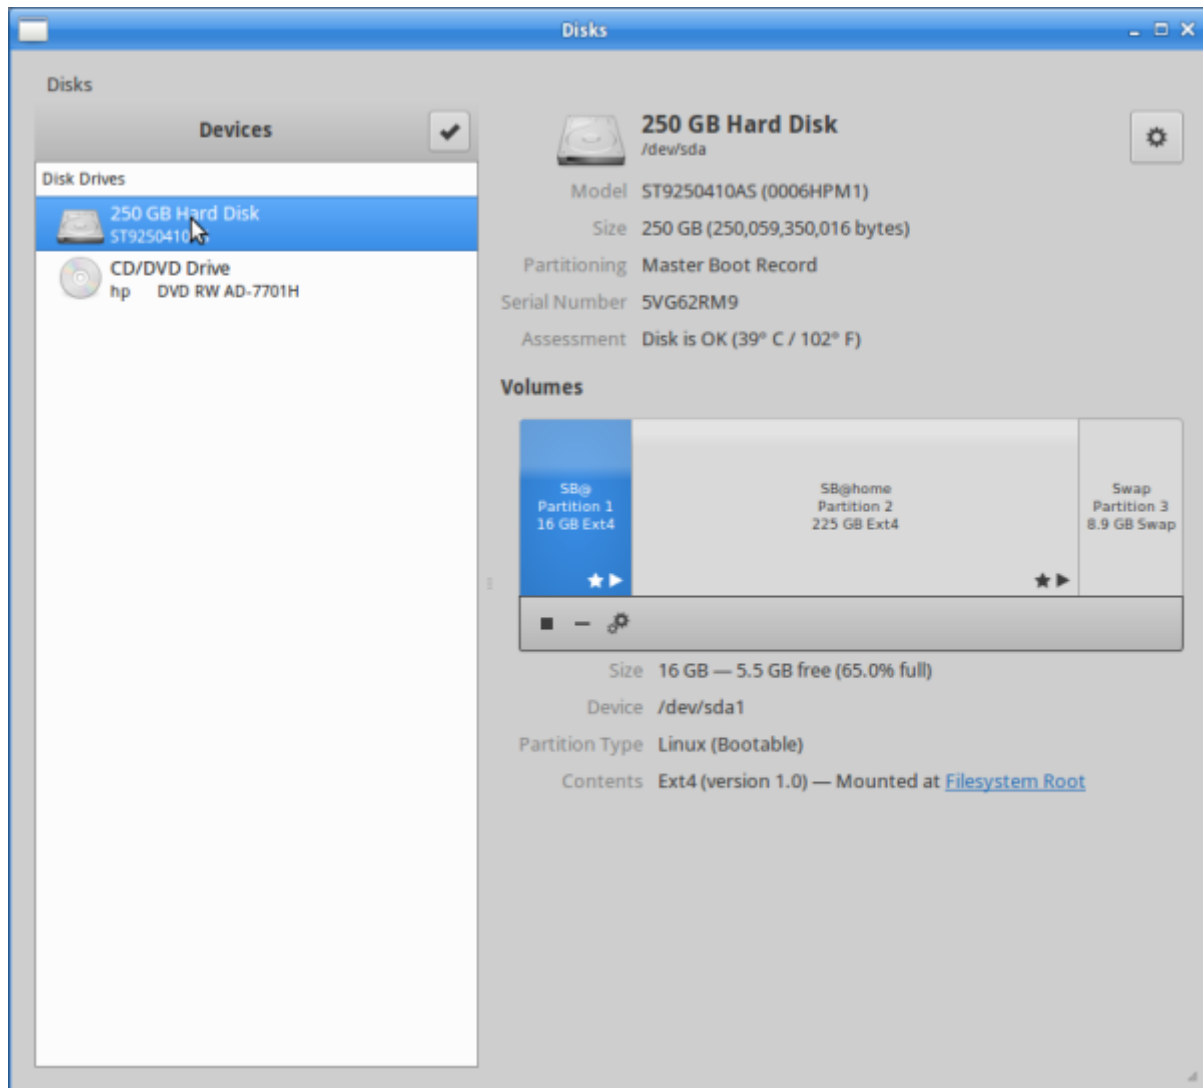 Disks
Disks
Devices
Disk Drives
250 GB Hard Disk
ST9250410
CD/DVD Drive
hp DVD RW AD-7701H
250 GB Hard Disk
/dev/sda
Model ST9250410AS (0006HPM1)
Size 250 GB (250,059,350,016 bytes)
Partitioning Master Boot Record
Serial Number 5VG62RM9
Assessment Disk is OK (39° C / 102° F)
Volumes
SB@
Partition 1
16 GB Ext4
SB@home
Partition 2
225 GB Ext4
Swap
Partition 3
8.9 GB Swap
Size 16 GB — 5.5 GB free (65.0% full)
Device /dev/sda1
Partition Type Linux (Bootable)
Contents Ext4 (version 1.0) — Mounted at Filesystem Root